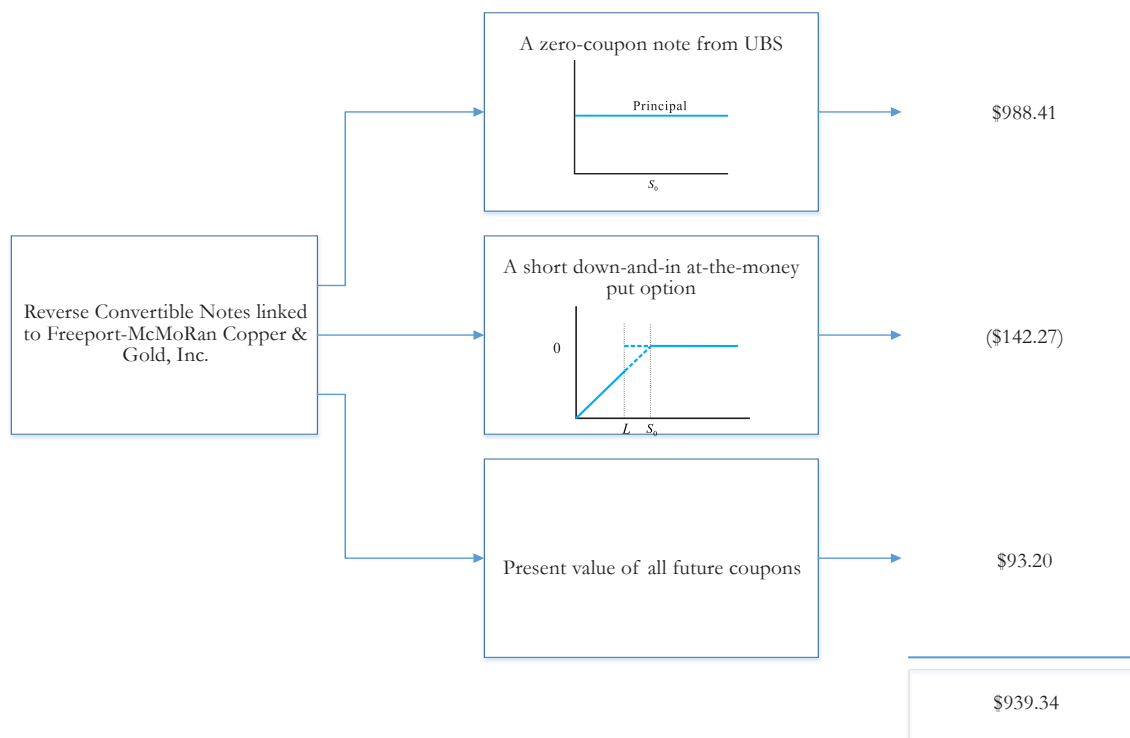 A zero-coupon note from UBS
Principal
S0
$988.41
Reverse Convertible Notes linked
to Freeport-McMoRan Copper &
Gold, Inc.
A short down-and-in at-the-money
put option
0
L S0
($142.27)
Present value of all future coupons
$93.20
$939.34